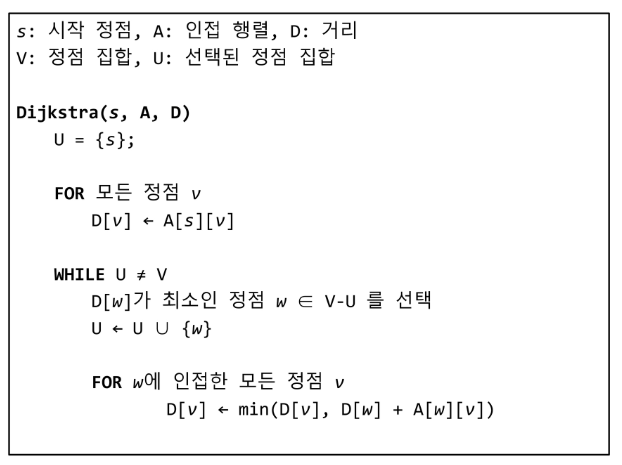 s: 시작 정점, A: 인접 행렬, D: 거리
V: 정점 집합, U: 선택된 정점 집합
Dijkstra(s, A, D)
U = {s};
FOR 모든 정점 v
D[v] ← A[s][v]
WHILE U ≠ V
D[w]가 최소인 정점 w ∈ V-U 를 선택
U ← U ∪ {w}
FOR w에 인접한 모든 정점 v
D[v] ← min(D[v], D[w] + A[w][v])